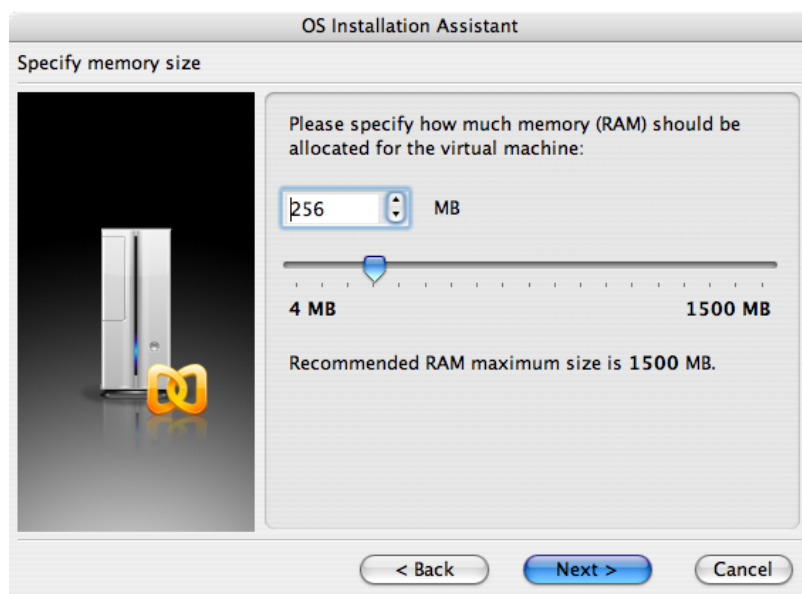 OS Installation Assistant
Specify memory size
Please specify how much memory (RAM) should be
allocated for the virtual machine:
256 MB
4 MB 1500 MB
Recommended RAM maximum size is 1500 MB.
< Back Next > Cancel